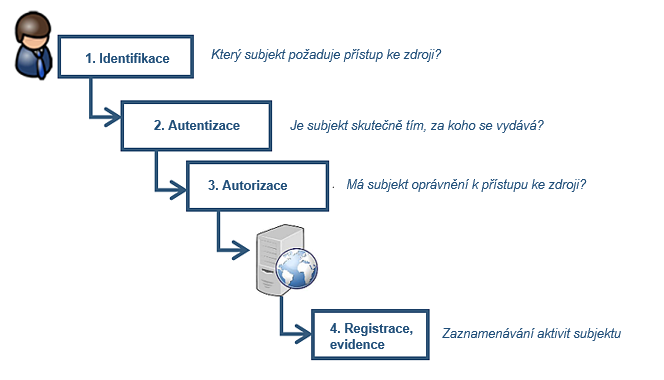 1. Identifikace
Který subjekt požaduje přístup ke zdroji?
2. Autentizace
Je subjekt skutečně tím, za koho se vydává?
3. Autorizace
. Má subjekt oprávnění k přístupu ke zdroji?
4. Registrace,
evidence
Zaznamenávání aktivit subjektu